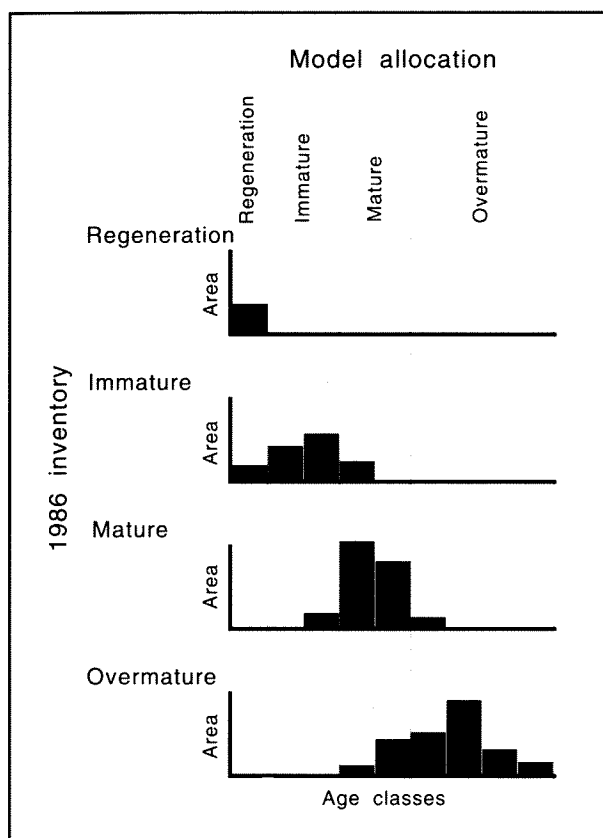 Model allocation
Regeneration
Immature
Mature
Overmature
Regeneration
Area
Immature
Area
1986 inventory
Mature
Area
Overmature
Area
Age classes